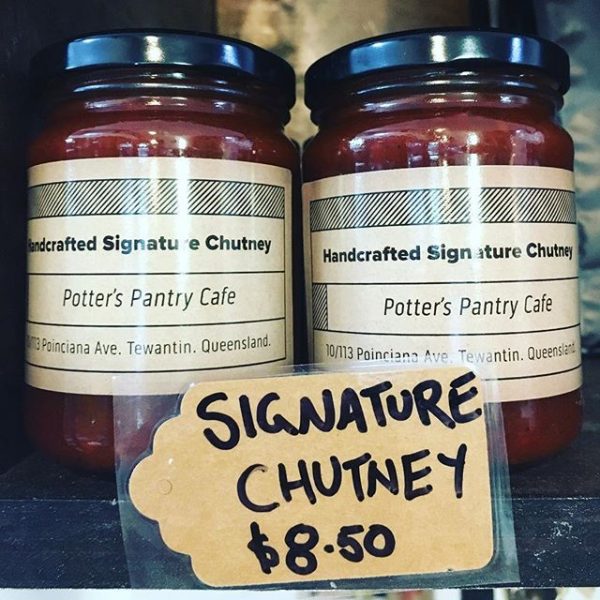 Handcrafted Signature Chutney
Potter's Pantry Cafe
10/113 Poinciana Ave. Tewantin. Queensland.
Handcrafted Signature Chutney
Potter's Pantry Cafe
10/113 Poinciana Ave. Tewantin. Queensland.
SIGNATURE
CHUTNEY
$8.50